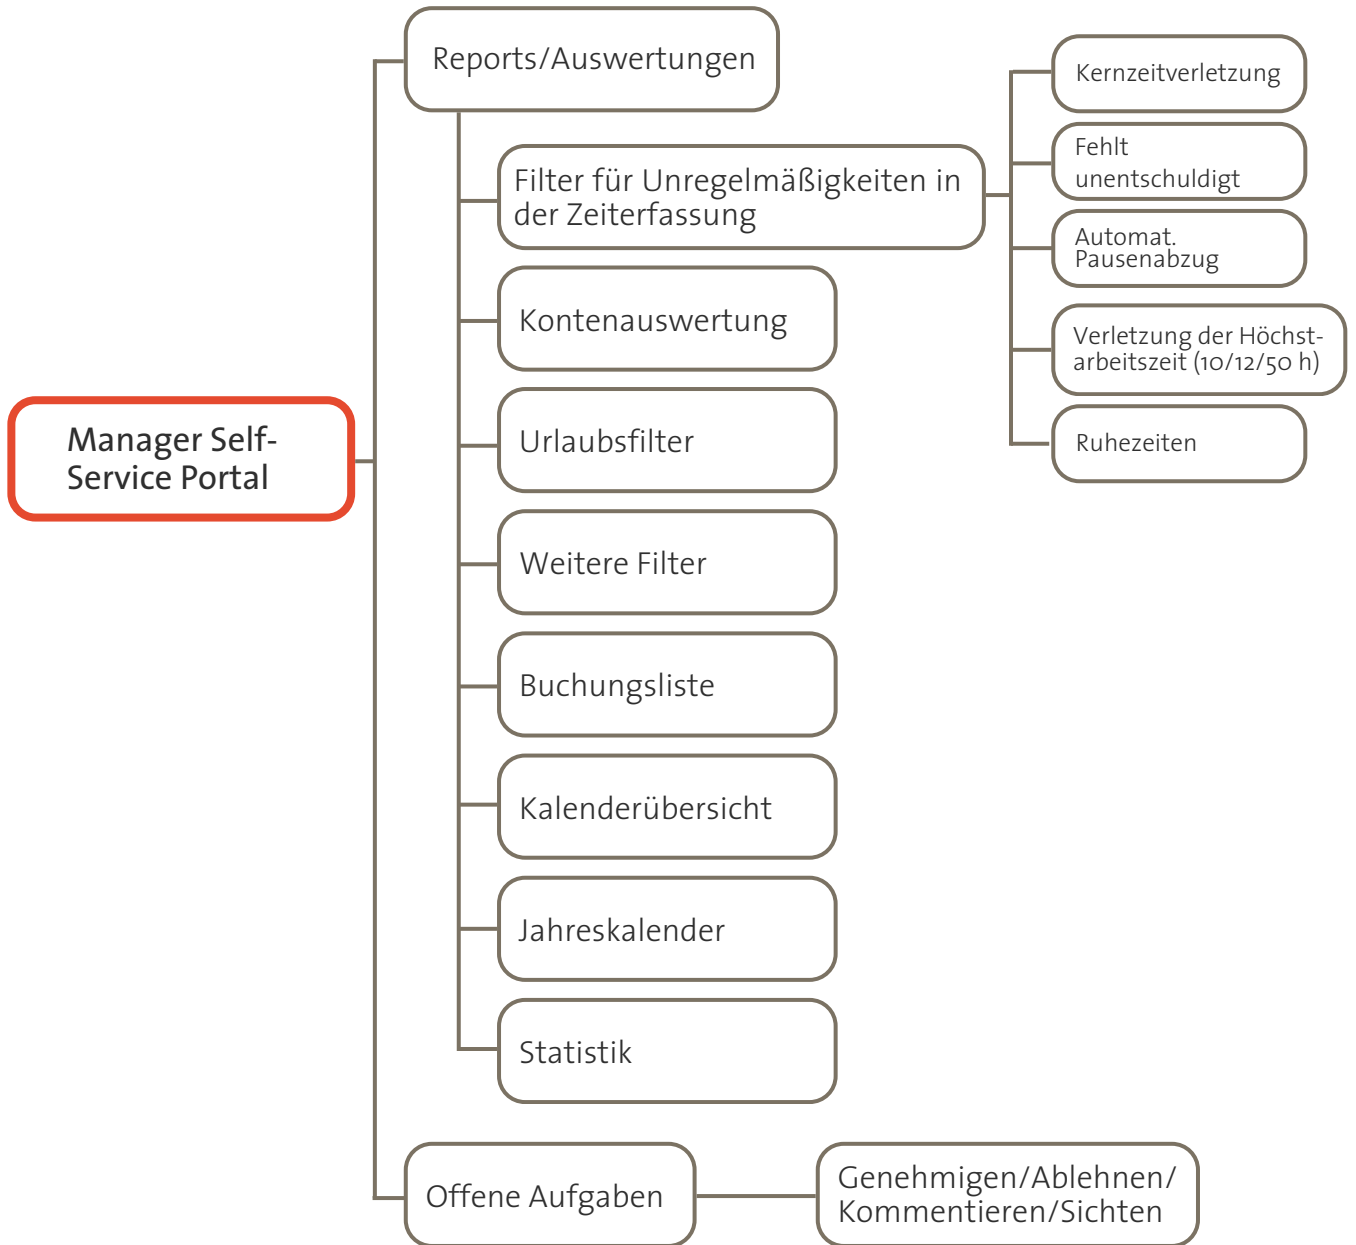 Reports/Auswertungen
Kernzeitverletzung
Fehlt
unentschuldigt
Filter für Unregelmäßigkeiten in
der Zeiterfassung
Automat.
Pausenabzug
Kontenauswertung
Verletzung der Höchst-
arbeitszeit (10/12/50 h)
Manager Self-
Service Portal
Urlaubsfilter
Ruhezeiten
Weitere Filter
Buchungsliste
Kalenderübersicht
Jahreskalender
Statistik
Offene Aufgaben
Genehmigen/Ablehnen/
Kommentieren/Sichten